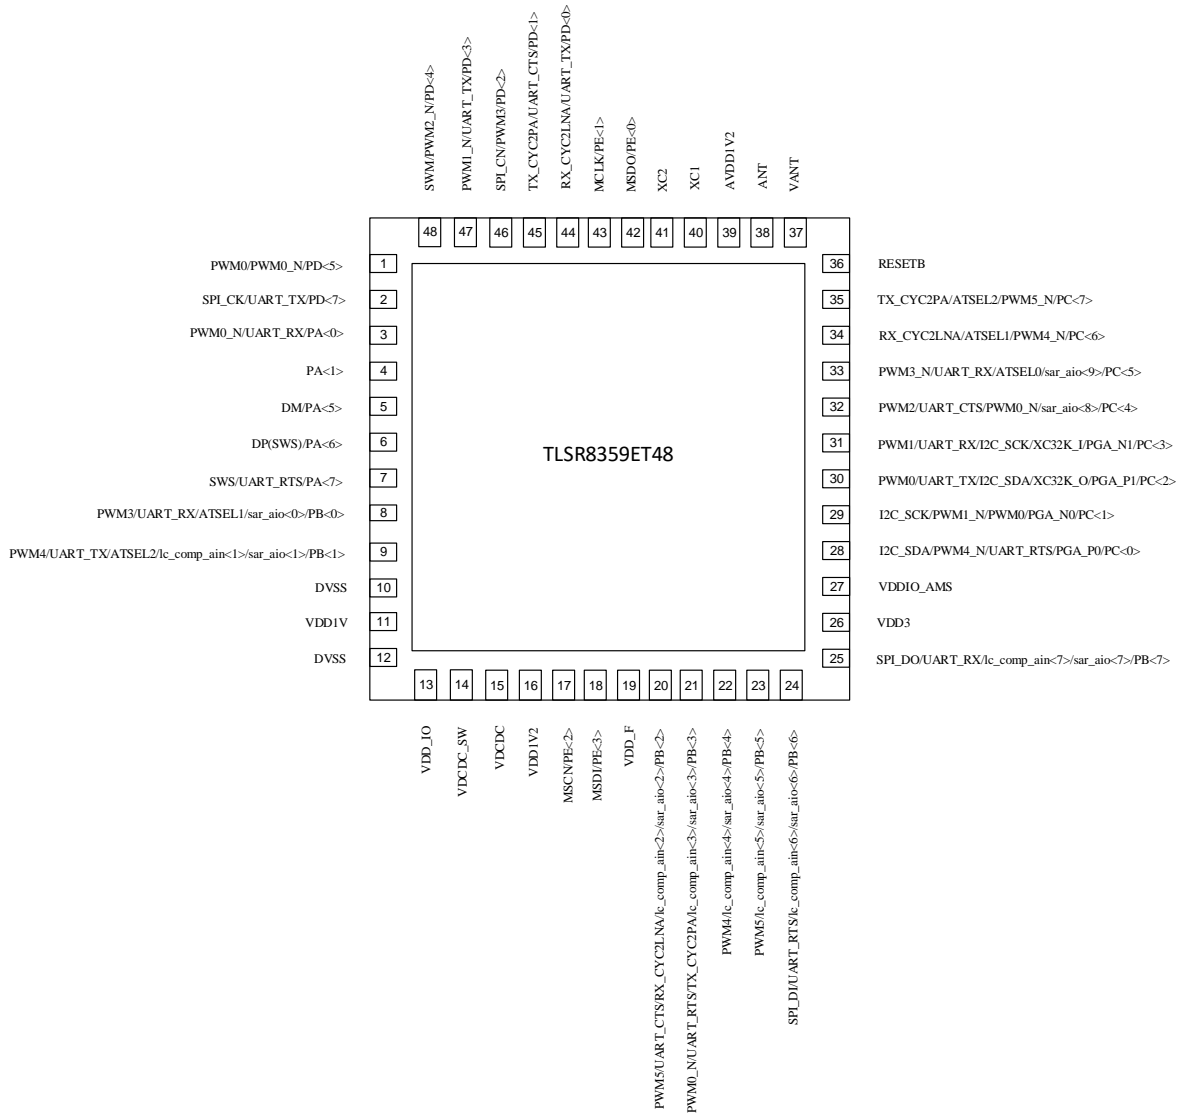 SWM/PWM2_N/PD<4>
PWM1_N/UART_TX/PD<3>
SPI_CN/PWM3/PD<2>
TX_CYC2PA/UART_CTS/PD<1>
RX_CYC2LNA/UART_TX/PD<0>
MCLK/PE<1>
MSDO/PE<0>
XC2
XC1
AVDD1V2
ANT
VANT
48 47 46 45 44 43 42 41 40 39 38 37
PWM0/PWM0_N/PD<5> 1
SPI_CK/UART_TX/PD<7> 2
PWM0_N/UART_RX/PA<0> 3
PA<1> 4
DM/PA<5> 5
DP(SWS)/PA<6> 6
SWS/UART_RTS/PA<7> 7
PWM3/UART_RX/ATSEL1/sar_aio<0>/PB<0> 8
PWM4/UART_TX/ATSEL2/lc_comp_ain<1>/sar_aio<1>/PB<1> 9
DVSS 10
VDD1V 11
DVSS 12
TLSR8359ET48
36 RESETB
35 TX_CYC2PA/ATSEL2/PWM5_N/PC<7>
34 RX_CYC2LNA/ATSEL1/PWM4_N/PC<6>
33 PWM3_N/UART_RX/ATSEL0/sar_aio<9>/PC<5>
32 PWM2/UART_CTS/PWM0_N/sar_aio<8>/PC<4>
31 PWM1/UART_RX/I2C_SCK/XC32K_I/PGA_N1/PC<3>
30 PWM0/UART_TX/I2C_SDA/XC32K_O/PGA_P1/PC<2>
29 I2C_SCK/PWM1_N/PWM0/PGA_N0/PC<1>
28 I2C_SDA/PWM4_N/UART_RTS/PGA_P0/PC<0>
27 VDDIO_AMS
26 VDD3
25 SPI_DO/UART_RX/lc_comp_ain<7>/sar_aio<7>/PB<7>
13 14 15 16 17 18 19 20 21 22 23 24
VDD_IO
VDCDC_SW
VDCDC
VDD1V2
MSCN/PE<2>
MSDI/PE<3>
VDD_F
PWM5/UART_CTS/RX_CYC2LNA/lc_comp_ain<2>/sar_aio<2>/PB<2>
PWM0_N/UART_RTS/TX_CYC2PA/lc_comp_ain<3>/sar_aio<3>/PB<3>
PWM4/lc_comp_ain<4>/sar_aio<4>/PB<4>
PWM5/lc_comp_ain<5>/sar_aio<5>/PB<5>
SPI_DI/UART_RTS/lc_comp_ain<6>/sar_aio<6>/PB<6>